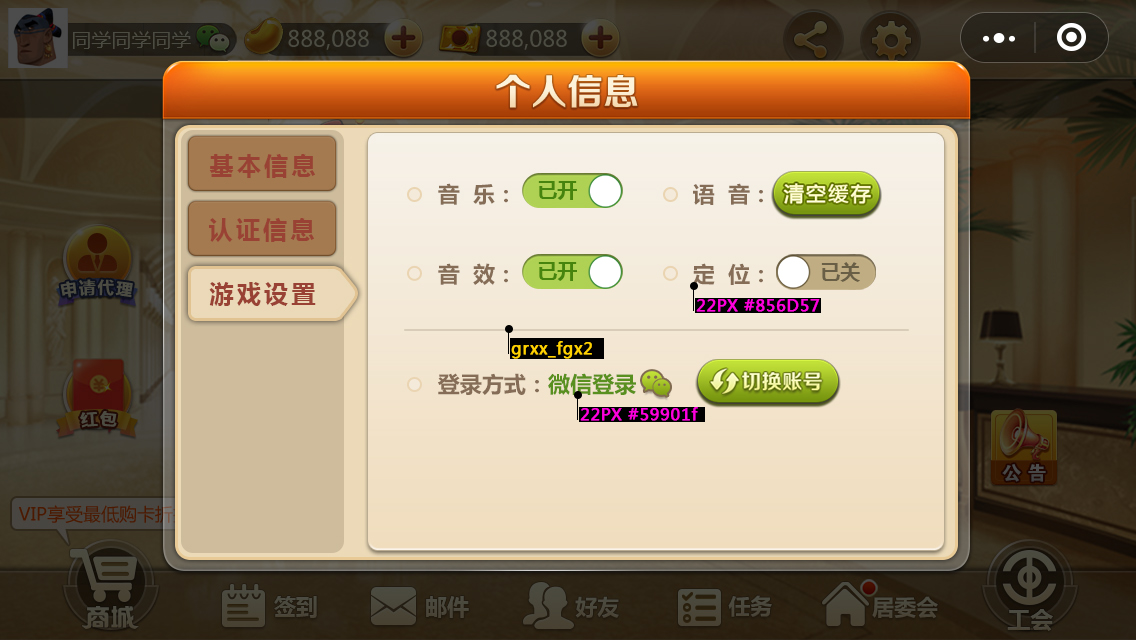 同学同学同学 888,080 888,080
个人信息
基本信息
认证信息
游戏设置
音 乐： 已开
语 音： 清空缓存
音 效： 已开
定 位： 已关
22PX #856D57
grxx_fgx2
登录方式：微信登录 切换账号
22PX #59901f
申请代理
红包
公告
VIP享受最低购卡折
商城
签到
邮件
好友
任务
居委会
工会